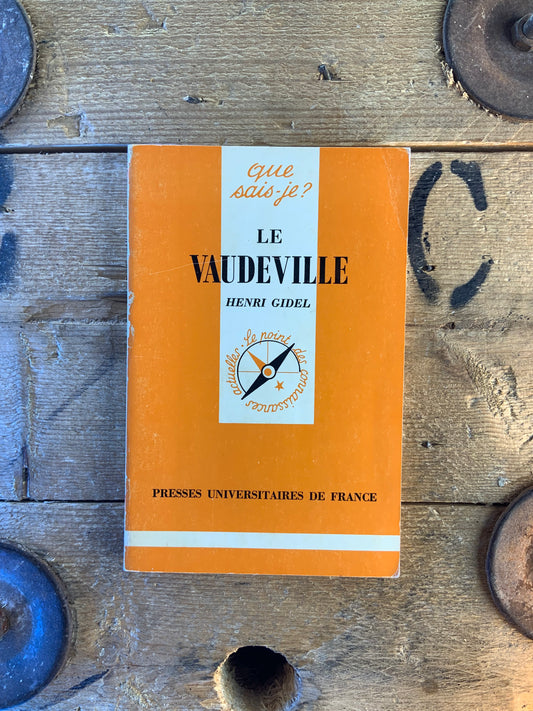 que
sais-je?
LE
VAUDEVILLE
HENRI GIDEL
Le point des connaissances actuelles
PRESSES UNIVERSITAIRES DE FRANCE
C